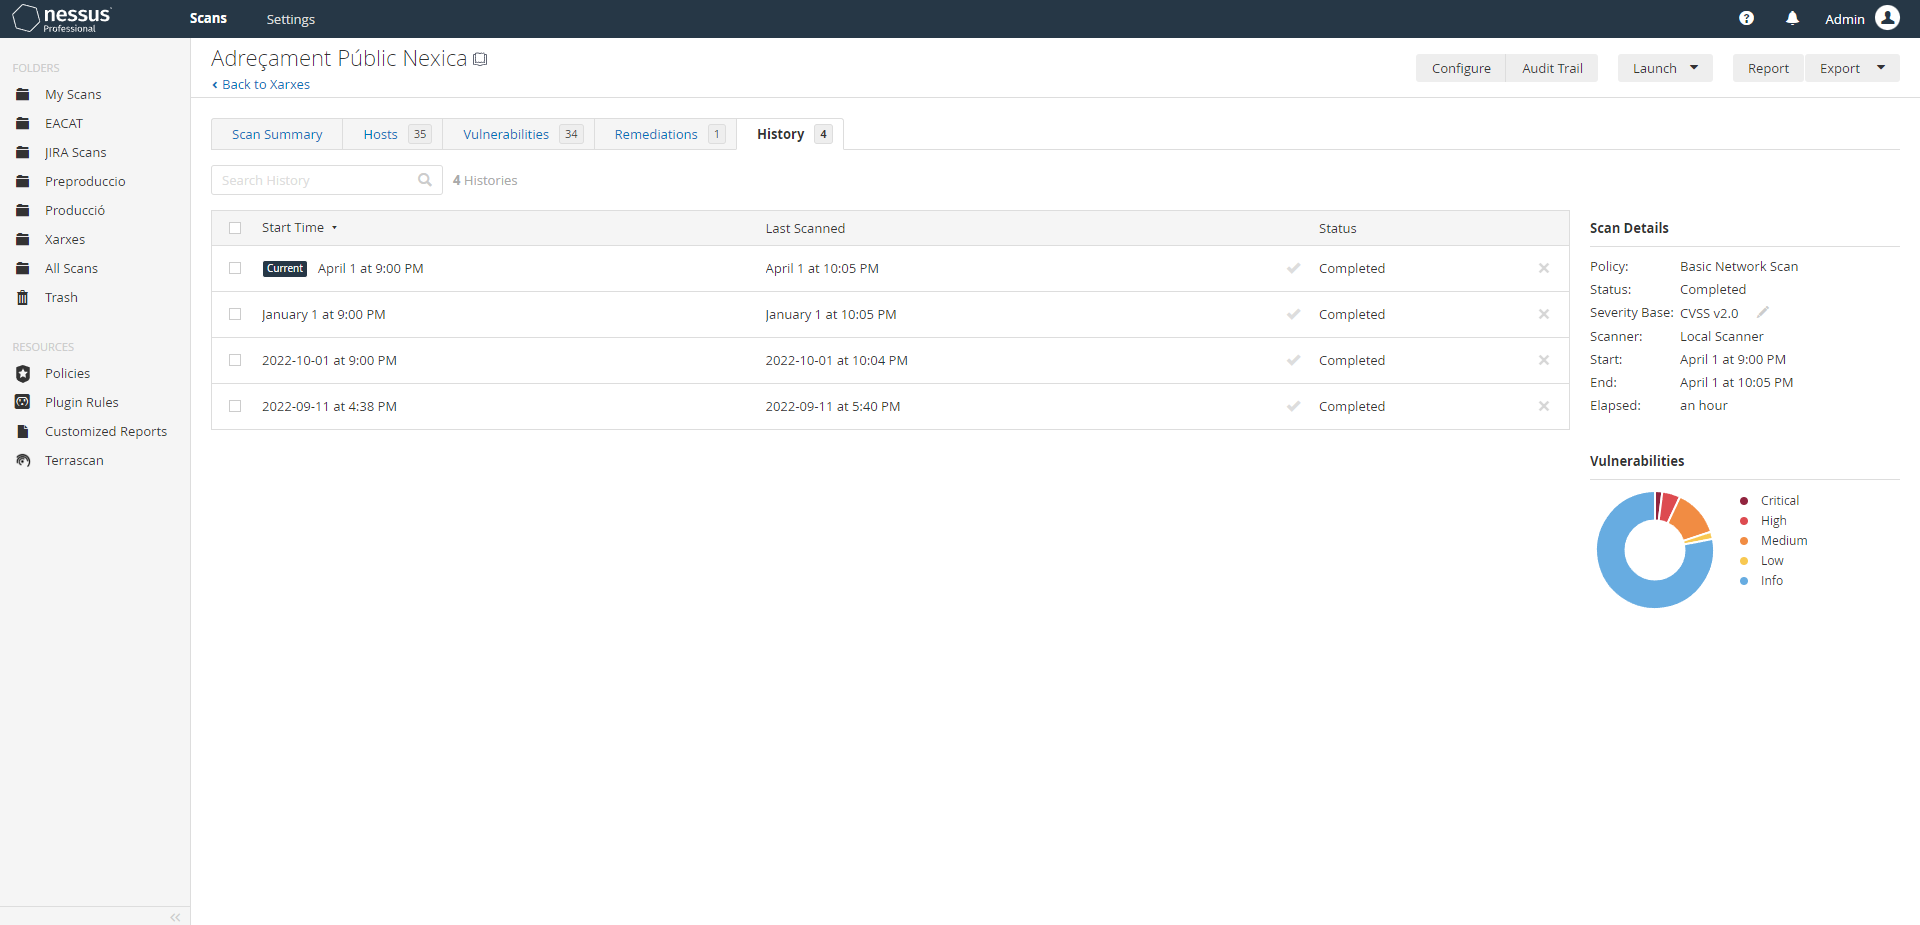 nessus
Professional
Scans
Settings
Admin
FOLDERS
My Scans
EACAT
JIRA Scans
Preproduccio
Producció
Xarxes
All Scans
Trash
RESOURCES
Policies
Plugin Rules
Customized Reports
Terrascan
Adreçament Públic Nexica
Back to Xarxes
Configure
Audit Trail
Launch
Report
Export
Scan Summary
Hosts 35
Vulnerabilities 34
Remediations 1
History 4
Search History
4 Histories
Start Time Last Scanned Status
Current April 1 at 9:00 PM April 1 at 10:05 PM Completed
January 1 at 9:00 PM January 1 at 10:05 PM Completed
2022-10-01 at 9:00 PM 2022-10-01 at 10:04 PM Completed
2022-09-11 at 4:38 PM 2022-09-11 at 5:40 PM Completed
Scan Details
Policy: Basic Network Scan
Status: Completed
Severity Base: CVSS v2.0
Scanner: Local Scanner
Start: April 1 at 9:00 PM
End: April 1 at 10:05 PM
Elapsed: an hour
Vulnerabilities
Critical
High
Medium
Low
Info